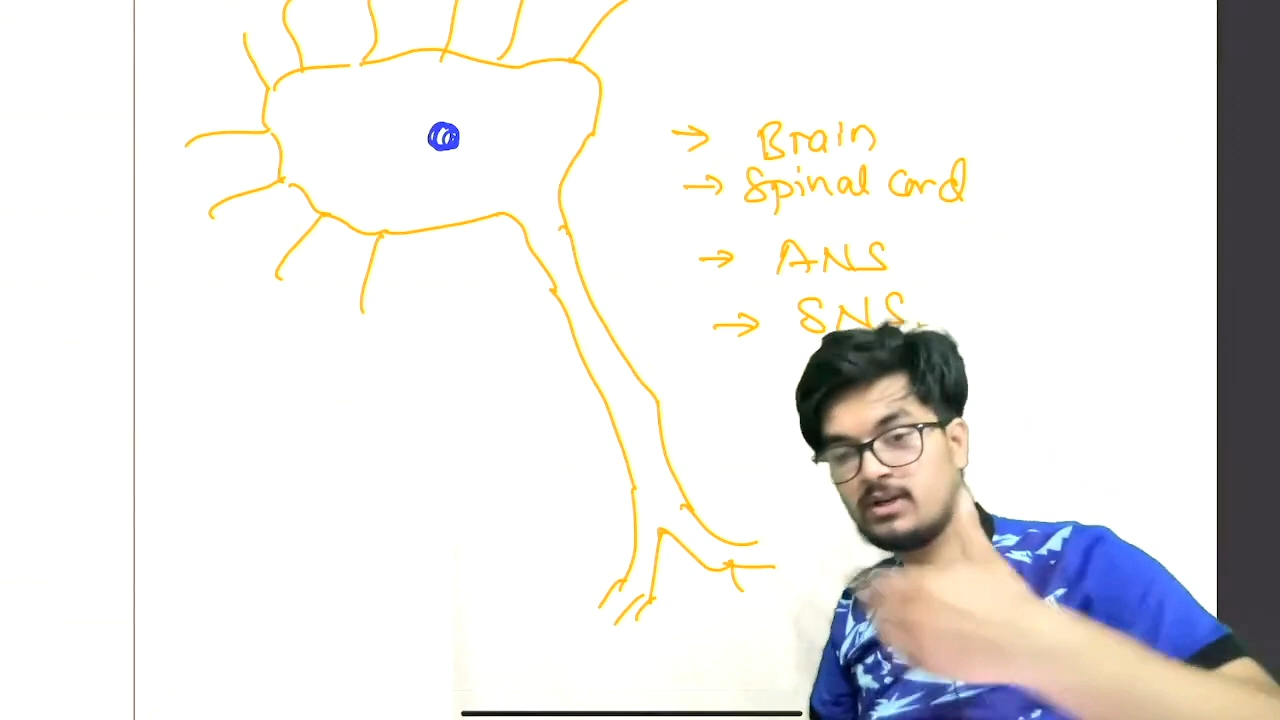 → Brain
→ Spinal cord
→ ANS
→ SNS.